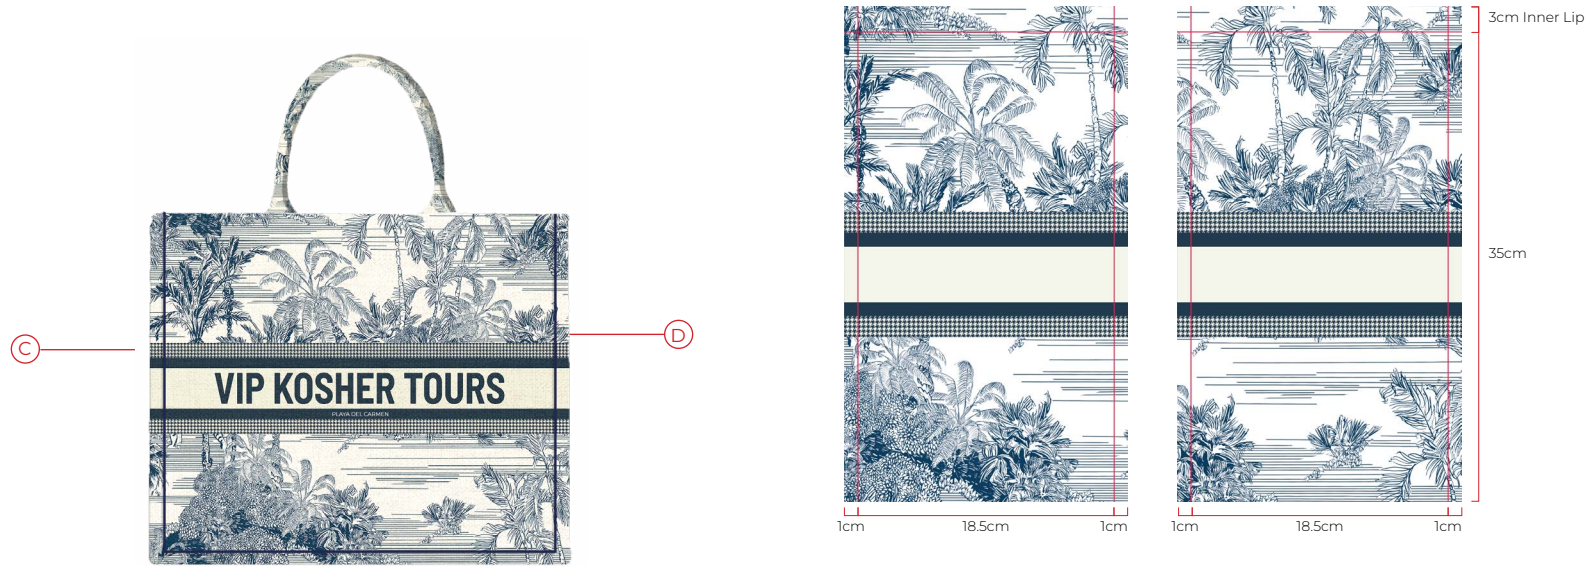 C
D
VIP KOSHER TOURS
PLAYA DEL CARMEN
3cm Inner Lip
35cm
1cm
18.5cm
1cm
1cm
18.5cm
1cm